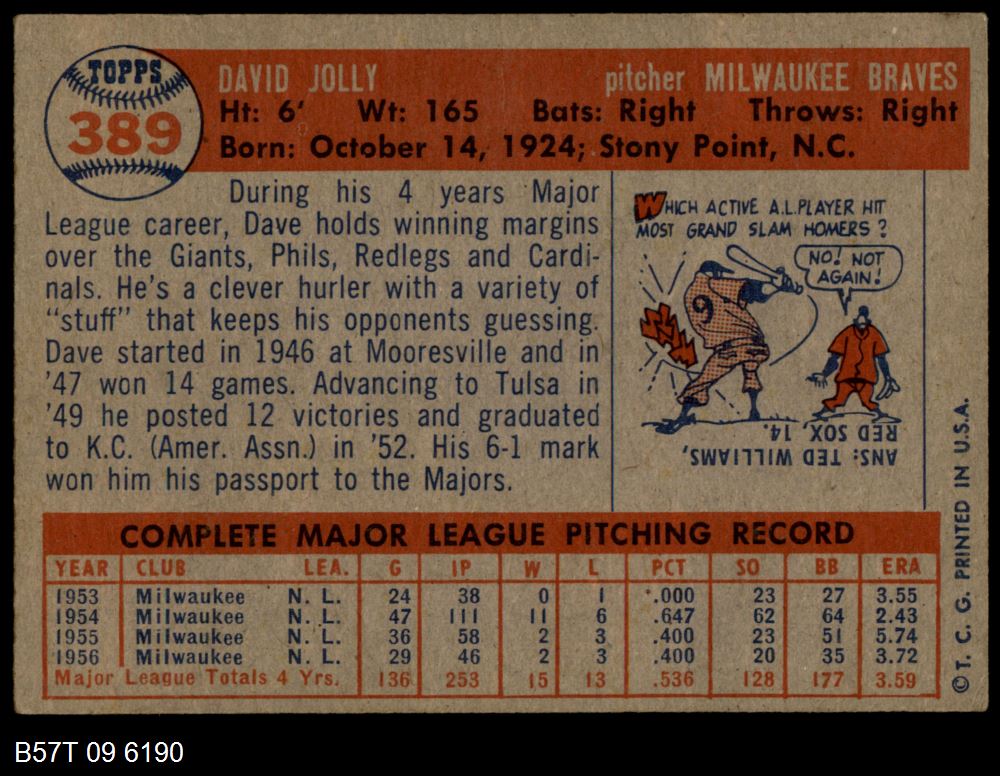 TOPPS
389
DAVID JOLLY pitcher MILWAUKEE BRAVES
Ht: 6' Wt: 165 Bats: Right Throws: Right
Born: October 14, 1924; Stony Point, N.C.
During his 4 years Major
League career, Dave holds winning margins
over the Giants, Phils, Redlegs and Cardi-
nals. He's a clever hurler with a variety of
"stuff" that keeps his opponents guessing.
Dave started in 1946 at Mooresville and in
'47 won 14 games. Advancing to Tulsa in
'49 he posted 12 victories and graduated
to K.C. (Amer. Assn.) in '52. His 6-1 mark
won him his passport to the Majors.
WHICH ACTIVE A.L. PLAYER HIT
MOST GRAND SLAM HOMERS?
NO! NOT
AGAIN!
9
ANS: TED WILLIAMS,
RED SOX 14.
COMPLETE MAJOR LEAGUE PITCHING RECORD
YEAR CLUB LEA. G IP W L PCT SO BB ERA
1953 Milwaukee N. L. 24 38 0 1 .000 23 27 3.55
1954 Milwaukee N. L. 47 111 11 6 .647 62 64 2.43
1955 Milwaukee N. L. 36 58 2 3 .400 23 51 5.74
1956 Milwaukee N. L. 29 46 2 3 .400 20 35 3.72
Major League Totals 4 Yrs. 136 253 15 13 .536 128 177 3.59
© T. C. G. PRINTED IN U.S.A.
B57T 09 6190